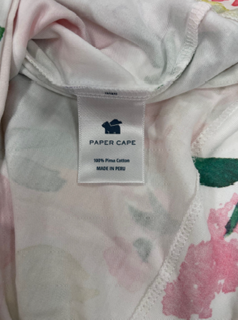 PAPER CAPE
100% Pima Cotton
MADE IN PERU